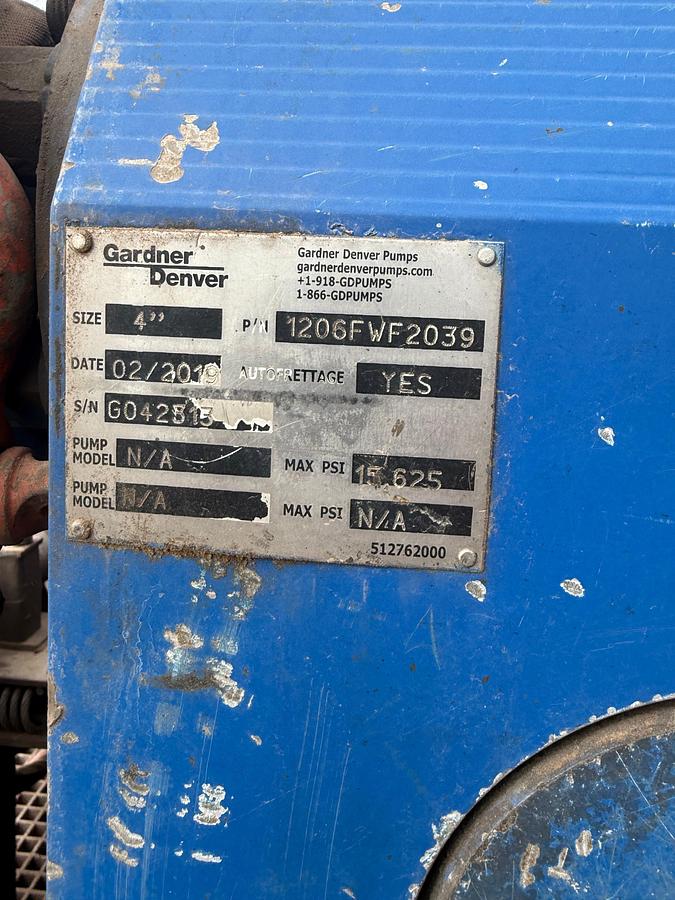 Gardner
Denver
Gardner Denver Pumps
gardnerdenverpumps.com
+1-918-GDPUMPS
1-866-GDPUMPS
SIZE 4" P/N 1206FWF2039
DATE 02/2019 AUTOFRETTAGE YES
S/N G042515
PUMP MODEL N/A MAX PSI 15,625
PUMP MODEL N/A MAX PSI N/A
512762000